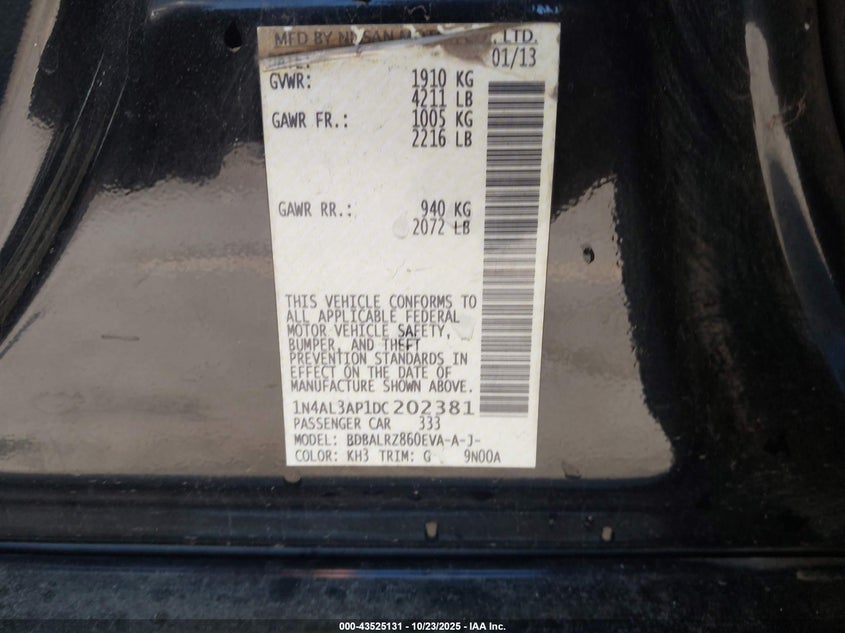 MFD BY NISSAN LTD.
DATE: 01/13
GVWR: 1910 KG
4211 LB
GAWR FR.: 1005 KG
2216 LB
GAWR RR.: 940 KG
2072 LB
THIS VEHICLE CONFORMS TO
ALL APPLICABLE FEDERAL
MOTOR VEHICLE SAFETY,
BUMPER, AND THEFT
PREVENTION STANDARDS IN
EFFECT ON THE DATE OF
MANUFACTURE SHOWN ABOVE.
1N4AL3AP1DC202381
PASSENGER CAR 333
MODEL: BDBALRZ860EVA-A-J-
COLOR: KH3 TRIM: G 9N00A
000-43525131 - 10/23/2025 - IAA Inc.